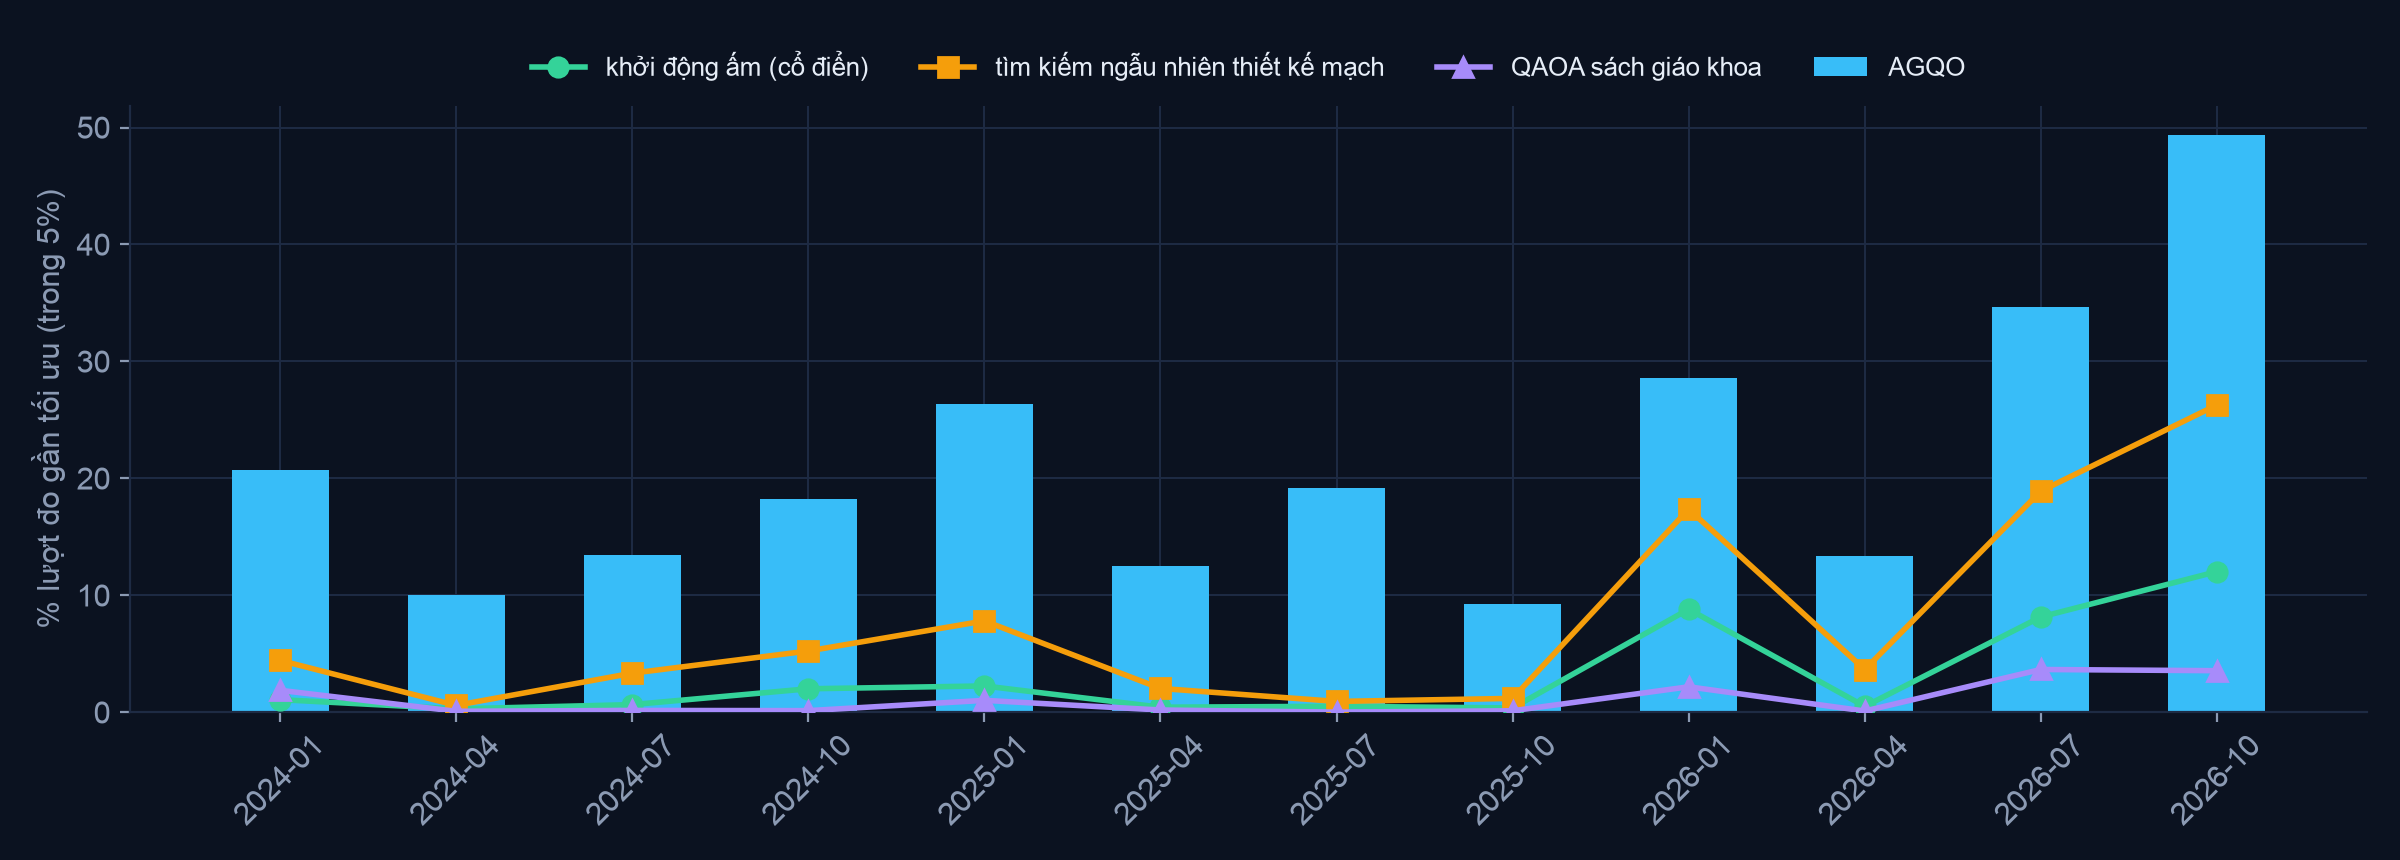 khởi động ấm (cổ điển) tìm kiếm ngẫu nhiên thiết kế mạch QAOA sách giáo khoa AGQO
% lượt đo gần tối ưu (trong 5%)
50
40
30
20
10
0
2024-01 2024-04 2024-07 2024-10 2025-01 2025-04 2025-07 2025-10 2026-01 2026-04 2026-07 2026-10